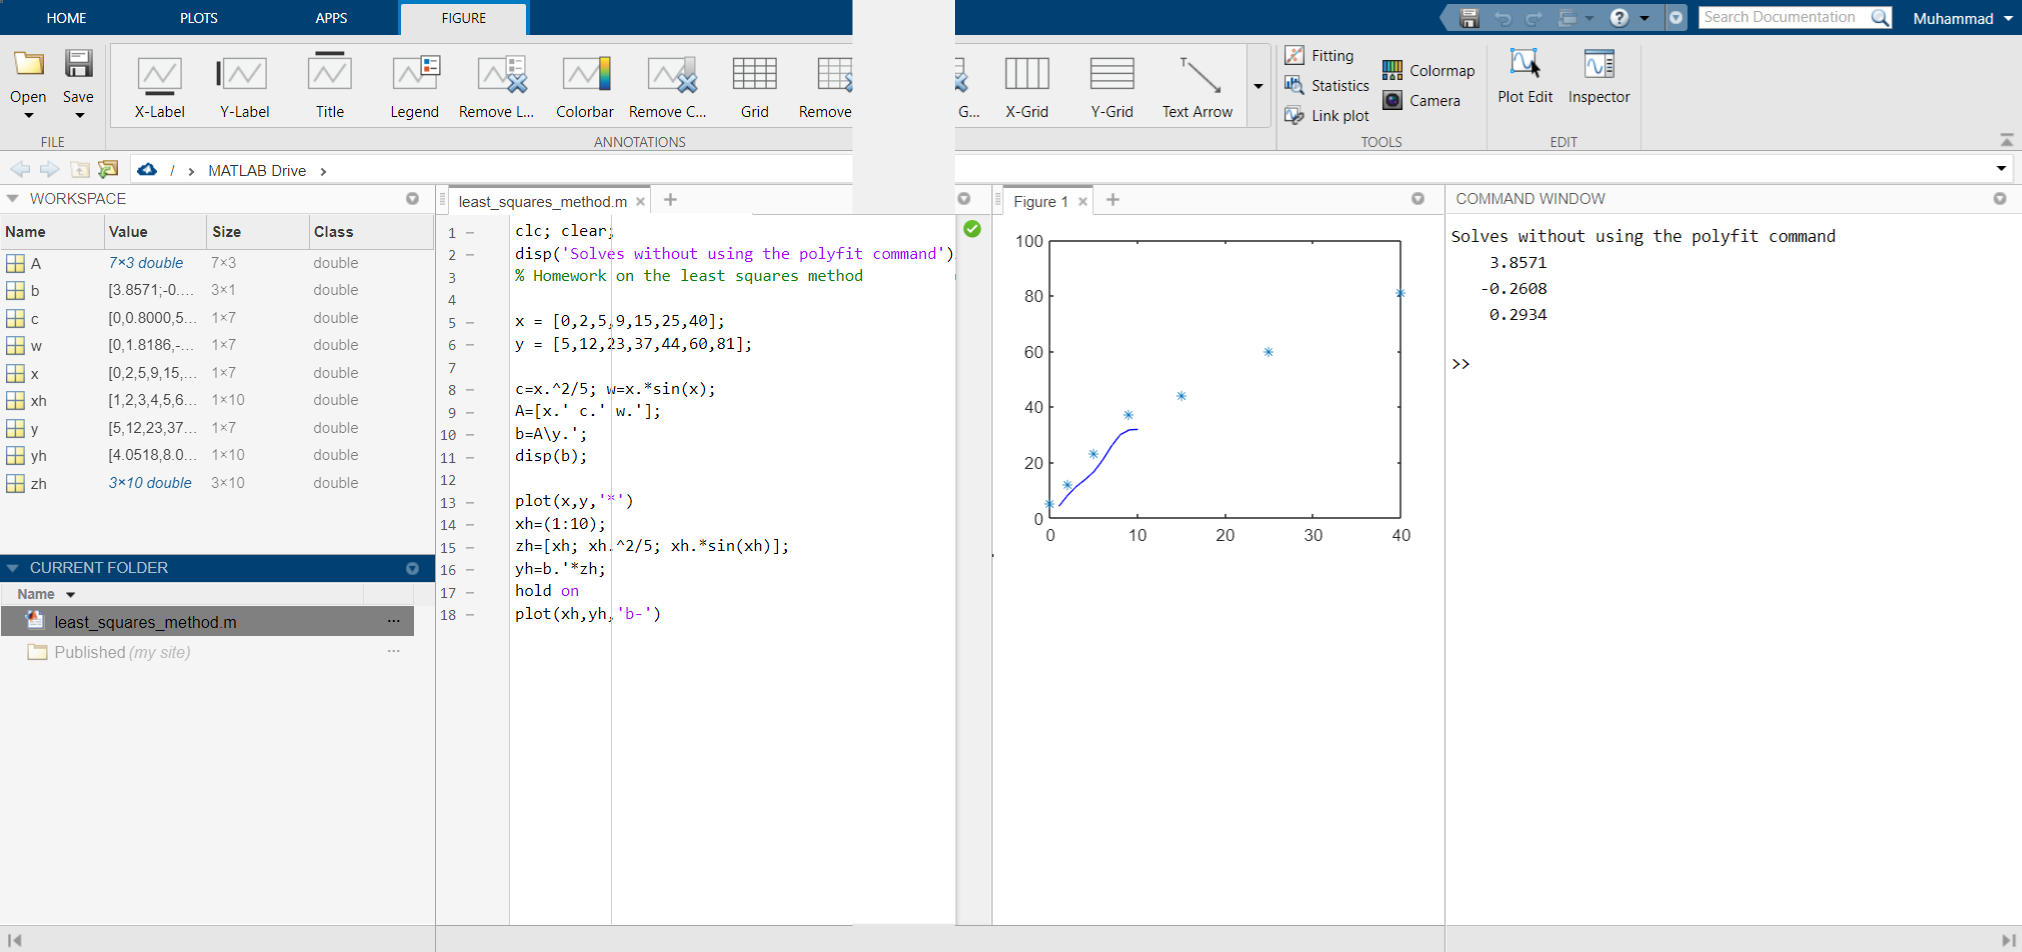 HOME PLOTS APPS FIGURE Search Documentation Muhammad
Open Save X-Label Y-Label Title Legend Remove L... Colorbar Remove C... Grid Remove G... X-Grid Y-Grid Text Arrow
Fitting
Statistics
Link plot
Colormap
Camera
Plot Edit Inspector
FILE ANNOTATIONS TOOLS EDIT
/ > MATLAB Drive >
WORKSPACE
Name Value Size Class
A 7×3 double 7×3 double
b [3.8571;-0.... 3×1 double
c [0,0.8000,5... 1×7 double
w [0,1.8186,-... 1×7 double
x [0,2,5,9,15,... 1×7 double
xh [1,2,3,4,5,6... 1×10 double
y [5,12,23,37... 1×7 double
yh [4.0518,8.0... 1×10 double
zh 3×10 double 3×10 double
CURRENT FOLDER
Name
least_squares_method.m ...
Published (my site) ...
least_squares_method.m × +
1 – clc; clear;
2 – disp('Solves without using the polyfit command')
3 % Homework on the least squares method
4
5 – x = [0,2,5,9,15,25,40];
6 – y = [5,12,23,37,44,60,81];
7
8 – c=x.^2/5; w=x.*sin(x);
9 – A=[x.' c.' w.'];
10 – b=A\y.';
11 – disp(b);
12
13 – plot(x,y,'*')
14 – xh=(1:10);
15 – zh=[xh; xh.^2/5; xh.*sin(xh)];
16 – yh=b.'*zh;
17 – hold on
18 – plot(xh,yh,'b-')
Figure 1 × +
100
80
60
40
20
0
0 10 20 30 40
COMMAND WINDOW
Solves without using the polyfit command
3.8571
-0.2608
0.2934
>>